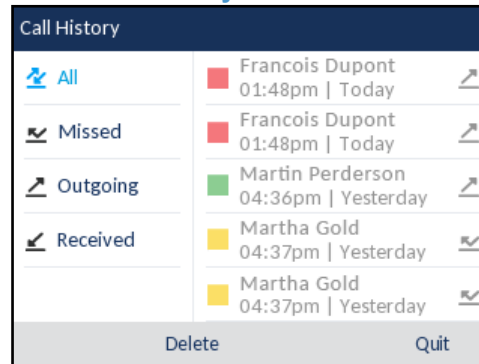 Call History
All
Missed
Outgoing
Received
Francois Dupont
01:48pm | Today
Francois Dupont
01:48pm | Today
Martin Perderson
04:36pm | Yesterday
Martha Gold
04:37pm | Yesterday
Martha Gold
04:37pm | Yesterday
Delete
Quit